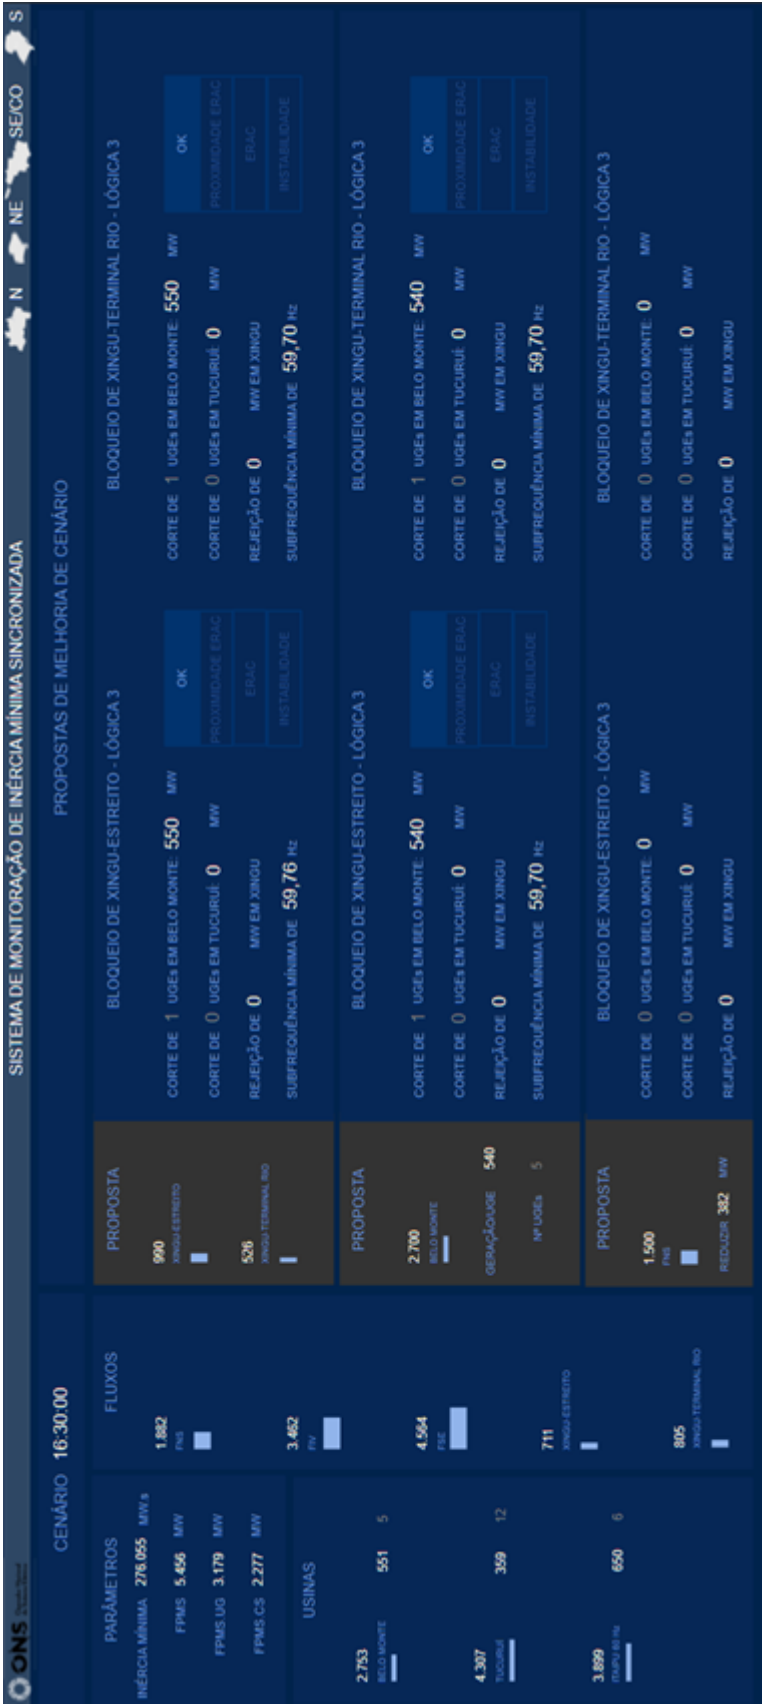 ONS
SISTEMA DE MONITORAÇÃO DE INÉRCIA MÍNIMA SINCRONIZADA
N NE SE/CO S
CENÁRIO 16:30:00
PARÂMETROS
INÉRCIA MÍNIMA 276.055 MW.s
FPMS 5.456 MW
FPMS.UG 3.179 MW
FPMS.CS 2.277 MW
USINAS
2.753 551 5
BELO MONTE
4.307 359 12
TUCURUÍ
3.899 650 6
ITAIPU 60 Hz
FLUXOS
1.882
FNS
3.462
FIV
4.564
FSE
711
XINGU-ESTREITO
805
XINGU-TERMINAL RIO
PROPOSTAS DE MELHORIA DE CENÁRIO
PROPOSTA
990
XINGU-ESTREITO
526
XINGU-TERMINAL RIO
BLOQUEIO DE XINGU-ESTREITO - LÓGICA 3
CORTE DE 1 UGEs EM BELO MONTE: 550 MW
CORTE DE 0 UGEs EM TUCURUÍ: 0 MW
REJEIÇÃO DE 0 MW EM XINGU
SUBFREQUÊNCIA MÍNIMA DE 59,76 Hz
OK
PROXIMIDADE ERAC
ERAC
INSTABILIDADE
BLOQUEIO DE XINGU-TERMINAL RIO - LÓGICA 3
CORTE DE 1 UGEs EM BELO MONTE: 550 MW
CORTE DE 0 UGEs EM TUCURUÍ: 0 MW
REJEIÇÃO DE 0 MW EM XINGU
SUBFREQUÊNCIA MÍNIMA DE 59,70 Hz
OK
PROXIMIDADE ERAC
ERAC
INSTABILIDADE
PROPOSTA
2.700
BELO MONTE
GERAÇÃO/UGE 540
Nº UGEs 5
BLOQUEIO DE XINGU-ESTREITO - LÓGICA 3
CORTE DE 1 UGEs EM BELO MONTE: 540 MW
CORTE DE 0 UGEs EM TUCURUÍ: 0 MW
REJEIÇÃO DE 0 MW EM XINGU
SUBFREQUÊNCIA MÍNIMA DE 59,70 Hz
OK
PROXIMIDADE ERAC
ERAC
INSTABILIDADE
BLOQUEIO DE XINGU-TERMINAL RIO - LÓGICA 3
CORTE DE 1 UGEs EM BELO MONTE: 540 MW
CORTE DE 0 UGEs EM TUCURUÍ: 0 MW
REJEIÇÃO DE 0 MW EM XINGU
SUBFREQUÊNCIA MÍNIMA DE 59,70 Hz
OK
PROXIMIDADE ERAC
ERAC
INSTABILIDADE
PROPOSTA
1.500
FNS
REDUZIR 382 MW
BLOQUEIO DE XINGU-ESTREITO - LÓGICA 3
CORTE DE 0 UGEs EM BELO MONTE: 0 MW
CORTE DE 0 UGEs EM TUCURUÍ: 0 MW
REJEIÇÃO DE 0 MW EM XINGU
BLOQUEIO DE XINGU-TERMINAL RIO - LÓGICA 3
CORTE DE 0 UGEs EM BELO MONTE: 0 MW
CORTE DE 0 UGEs EM TUCURUÍ: 0 MW
REJEIÇÃO DE 0 MW EM XINGU